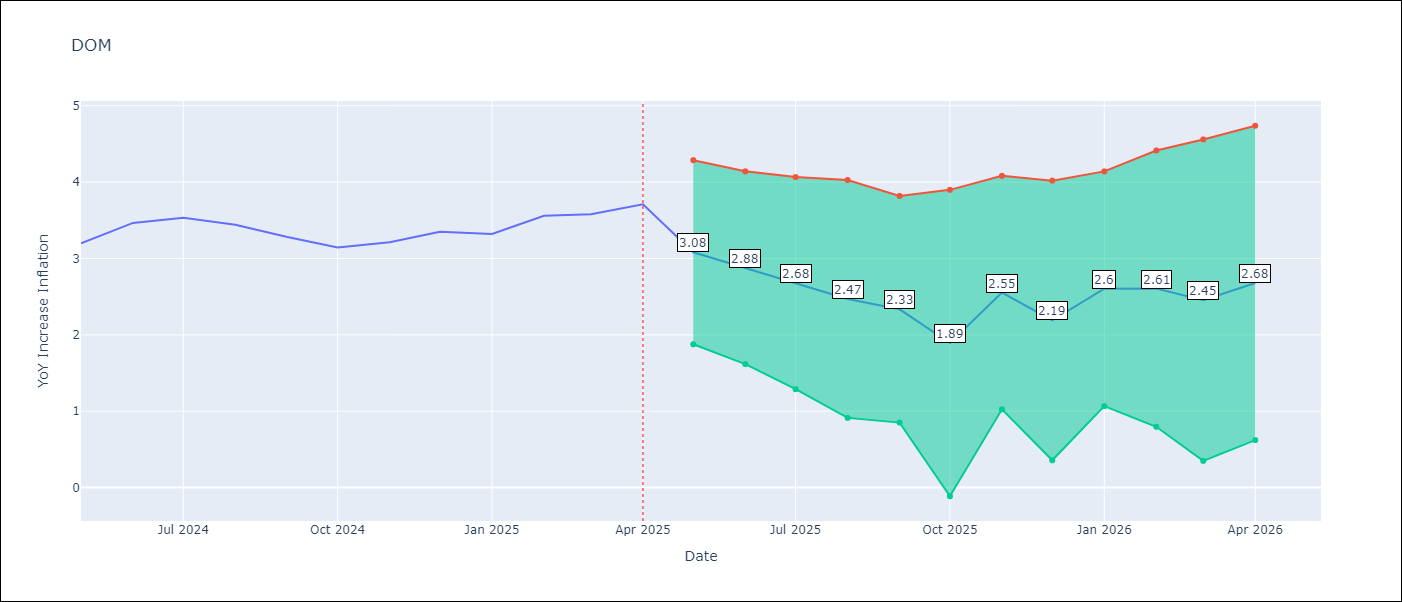 DOM
5
4
3
2
1
0
YoY Increase Inflation
3.08
2.88
2.68
2.47
2.33
1.89
2.55
2.19
2.6
2.61
2.45
2.68
Jul 2024
Oct 2024
Jan 2025
Apr 2025
Jul 2025
Oct 2025
Jan 2026
Apr 2026
Date